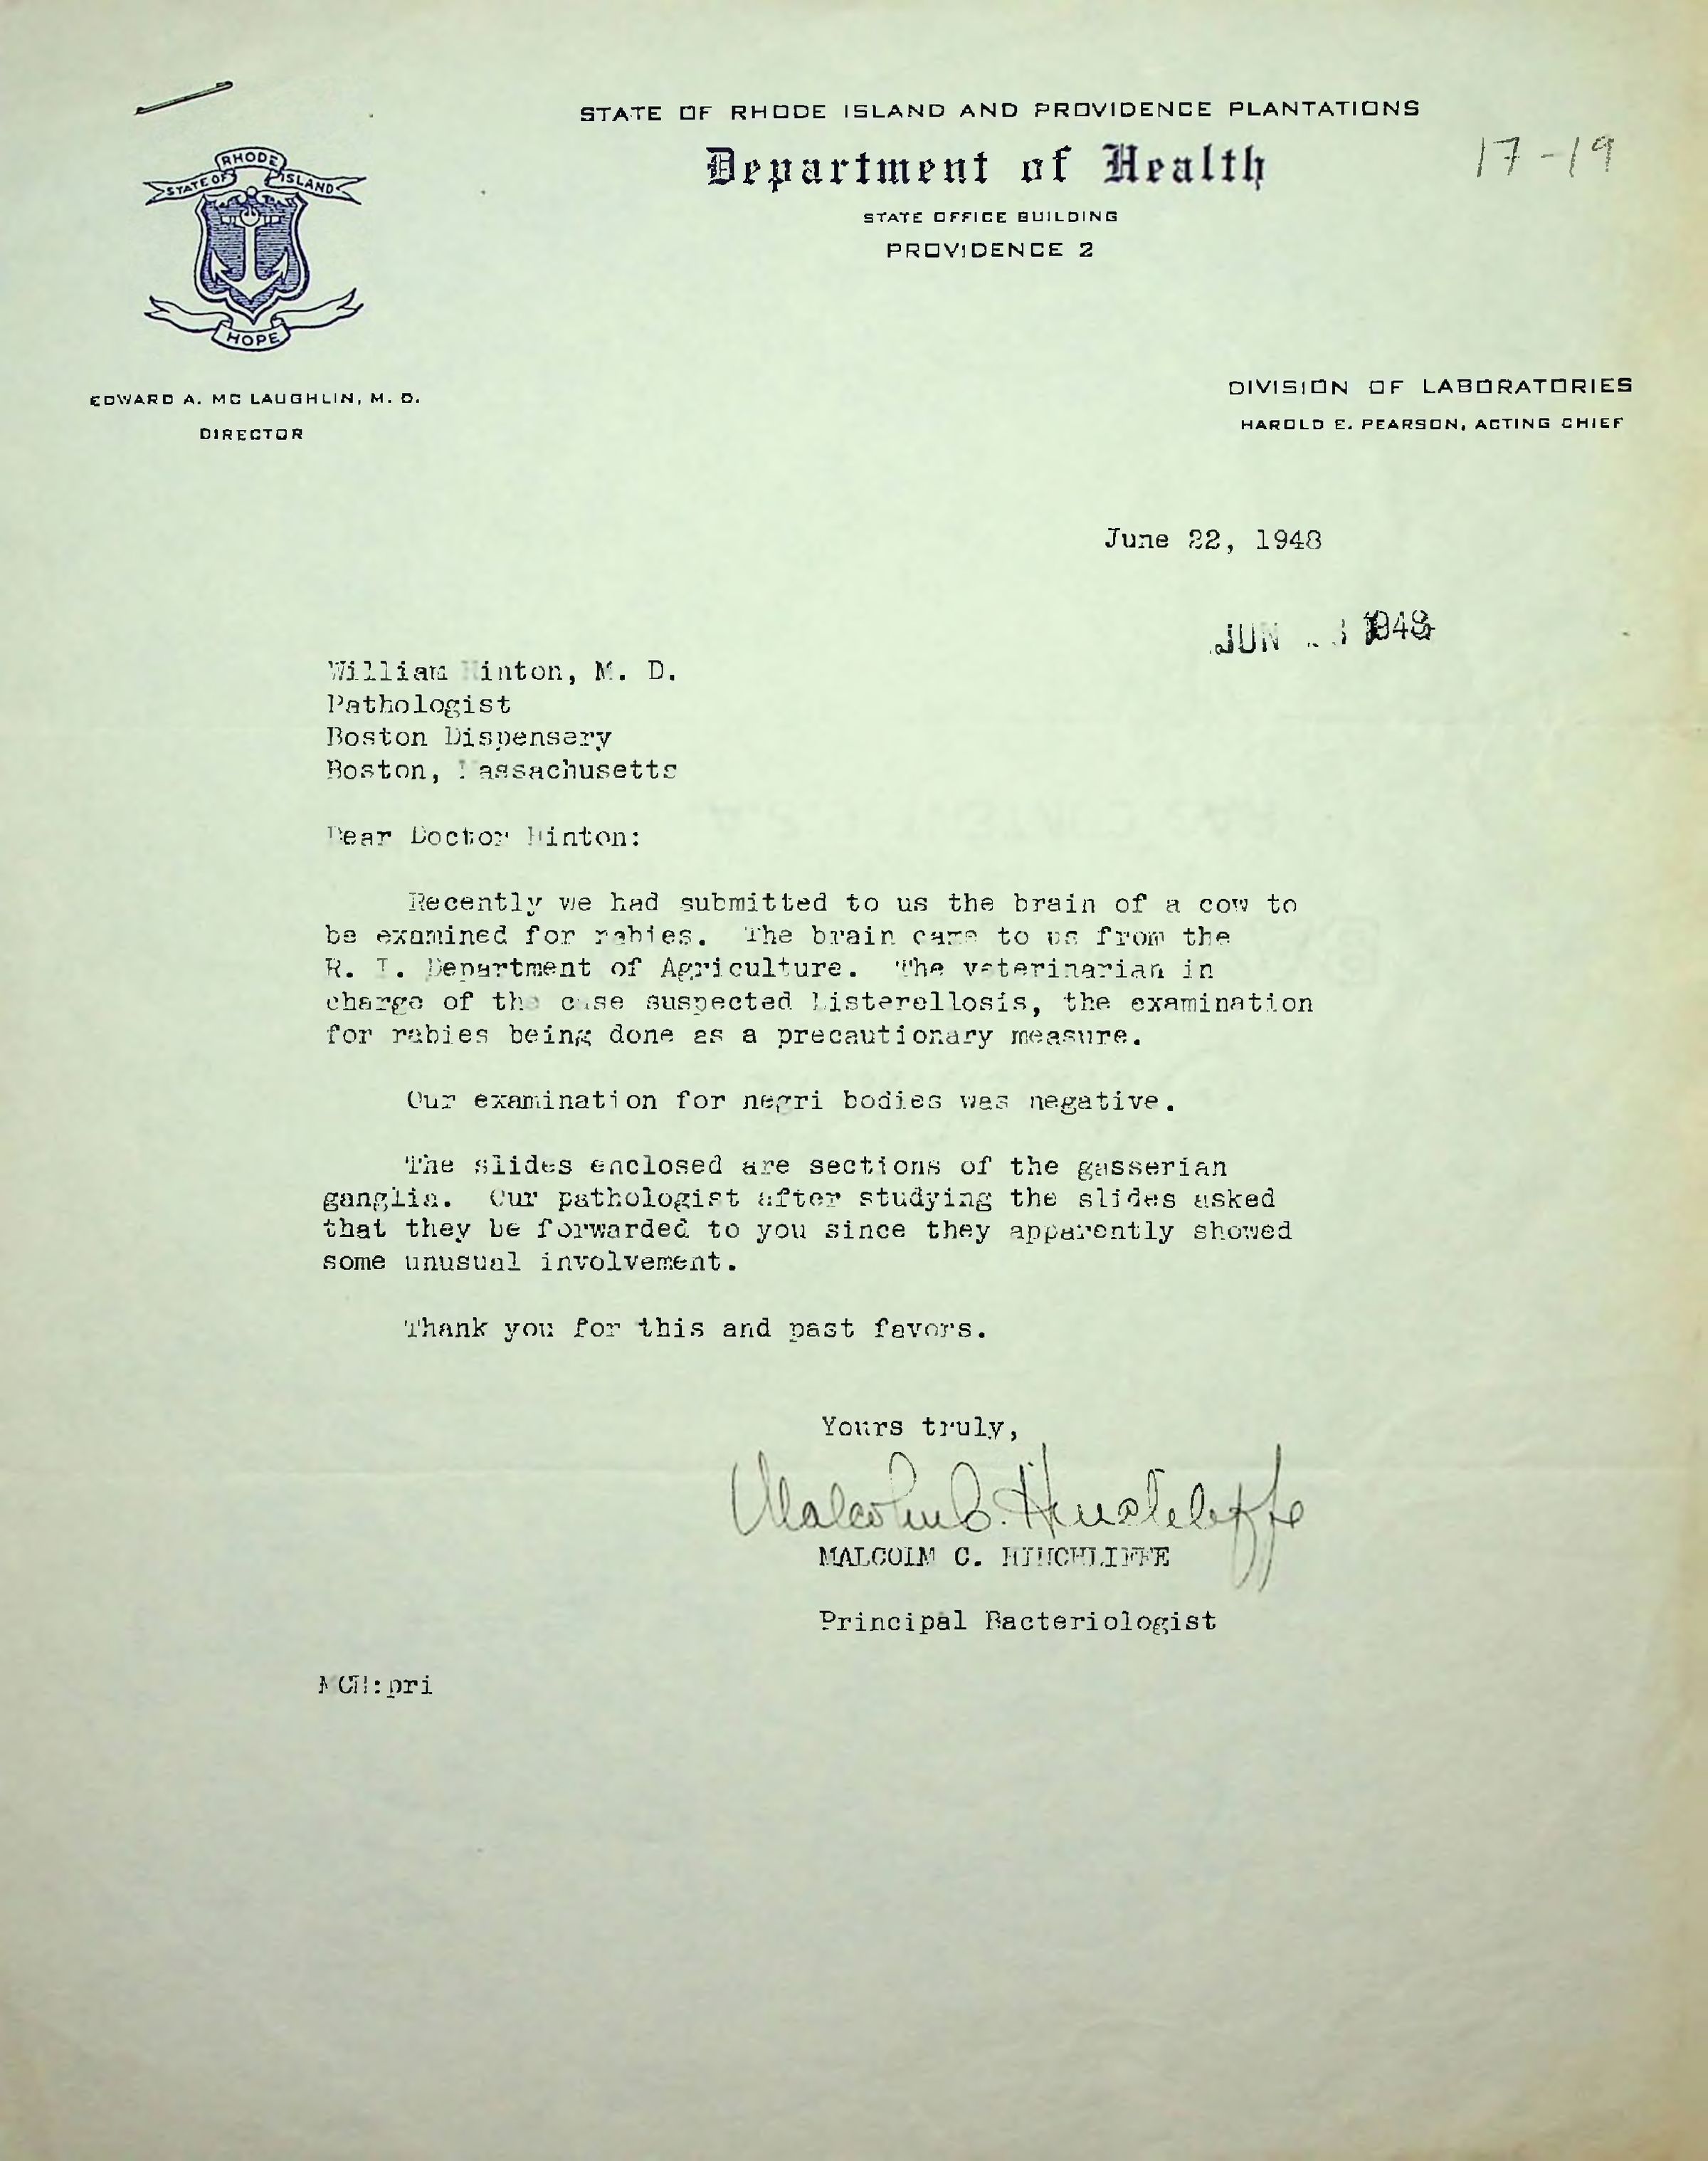 STATE OF RHODE ISLAND AND PROVIDENCE PLANTATIONS
Department of Health
17-19
STATE OFFICE BUILDING
PROVIDENCE 2
STATE OF RHODE ISLAND
HOPE
EDWARD A. MC LAUGHLIN, M. D.
DIRECTOR
DIVISION OF LABORATORIES
HAROLD E. PEARSON, ACTING CHIEF
June 22, 1948
JUN 1948
William Hinton, M. D.
Pathologist
Boston Dispensary
Boston, Massachusetts
Dear Doctor Hinton:
Recently we had submitted to us the brain of a cow to
be examined for rabies. The brain came to us from the
R. I. Department of Agriculture. The veterinarian in
charge of the case suspected Listerellosis, the examination
for rabies being done as a precautionary measure.
Our examination for negri bodies was negative.
The slides enclosed are sections of the gasserian
ganglia. Our pathologist after studying the slides asked
that they be forwarded to you since they apparently showed
some unusual involvement.
Thank you for this and past favors.
Yours truly,
Malcolm C. Hinchliffe
MALCOLM C. HINCHLIFFE
Principal Bacteriologist
MCH:pri